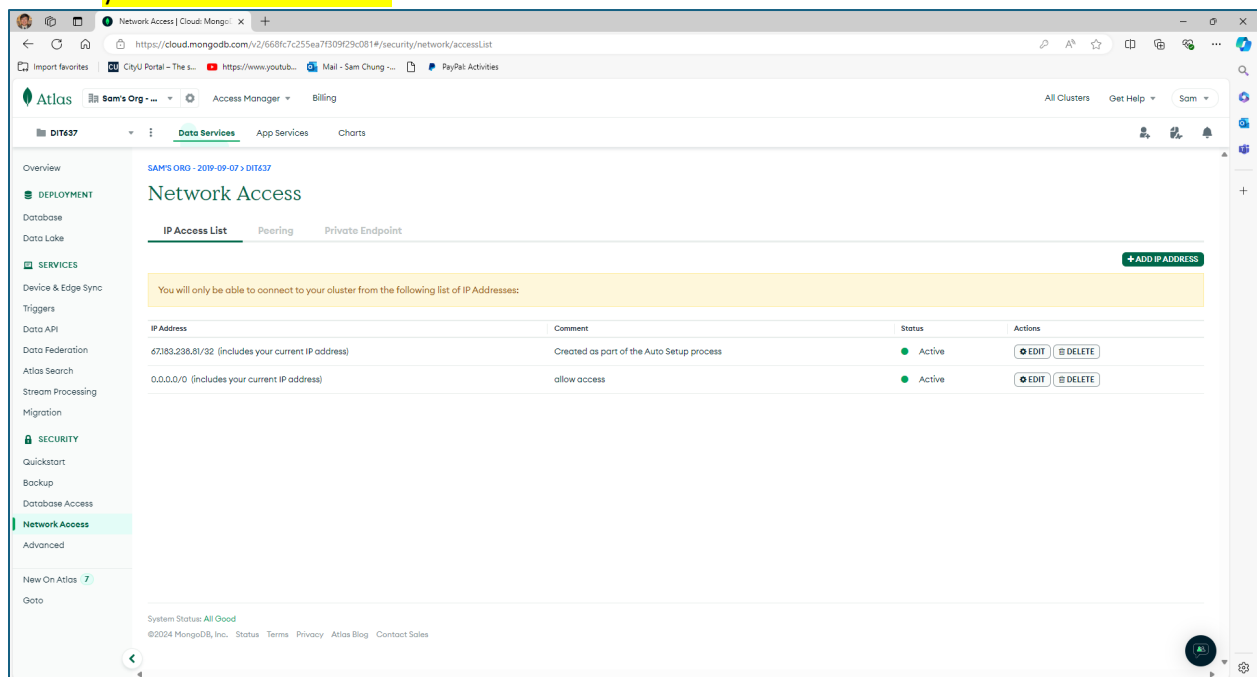 Network Access | Cloud: Mongo
https://cloud.mongodb.com/v2/668fc7c255ea7f309f29c081#/security/network/accessList
Import favorites
CU CityU Portal – The s...
https://www.youtub...
Mail - Sam Chung -...
PayPal: Activities
Atlas
Sam's Org - ...
Access Manager
Billing
All Clusters
Get Help
Sam
DIT637
Data Services
App Services
Charts
Overview
DEPLOYMENT
Database
Data Lake
SERVICES
Device & Edge Sync
Triggers
Data API
Data Federation
Atlas Search
Stream Processing
Migration
SECURITY
Quickstart
Backup
Database Access
Network Access
Advanced
New On Atlas 7
Goto
SAM'S ORG - 2019-09-07 > DIT637
Network Access
IP Access List
Peering
Private Endpoint
+ ADD IP ADDRESS
You will only be able to connect to your cluster from the following list of IP Addresses:
IP Address Comment Status Actions
67.183.238.81/32 (includes your current IP address) Created as part of the Auto Setup process Active EDIT DELETE
0.0.0.0/0 (includes your current IP address) allow access Active EDIT DELETE
System Status: All Good
©2024 MongoDB, Inc. Status Terms Privacy Atlas Blog Contact Sales